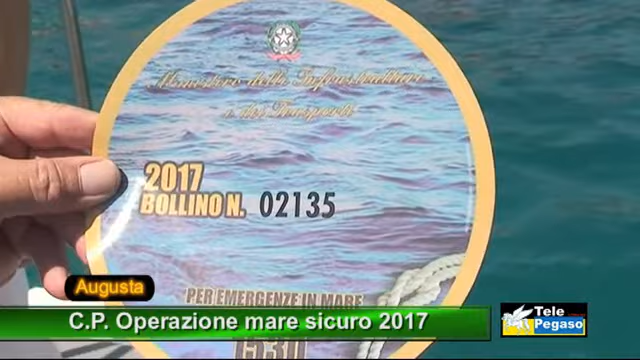 Ministero delle Infrastrutture
e dei Trasporti
2017
BOLLINO N. 02135
PER EMERGENZE IN MARE
1530
Augusta
C.P. Operazione mare sicuro 2017
Tele
Pegaso